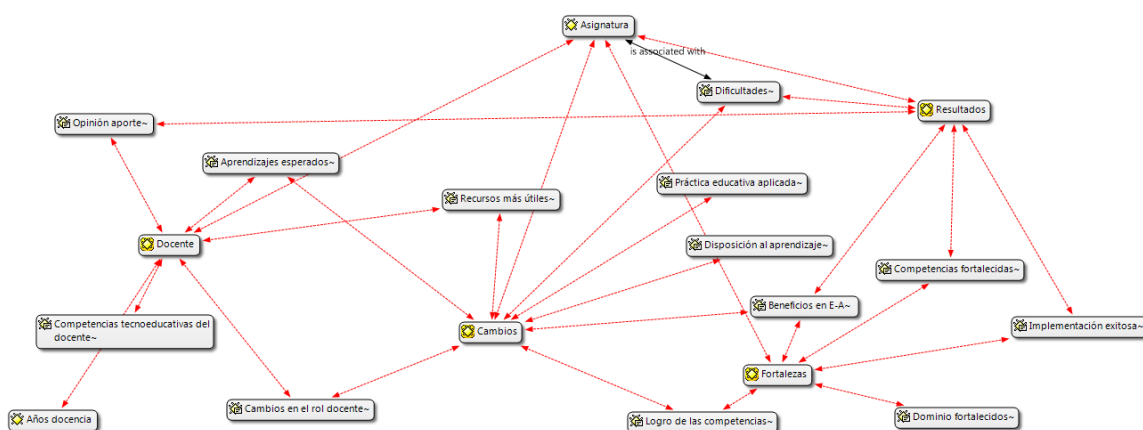 Asignatura
is associated with
Dificultades~
Resultados
Opinión aporte~
Aprendizajes esperados~
Práctica educativa aplicada~
Recursos más útiles~
Docente
Disposición al aprendizaje~
Competencias fortalecidas~
Beneficios en E-A~
Competencias tecnoeducativas del
docente~
Cambios
Implementación exitosa~
Fortalezas
Años docencia
Cambios en el rol docente~
Logro de las competencias~
Dominio fortalecidos~